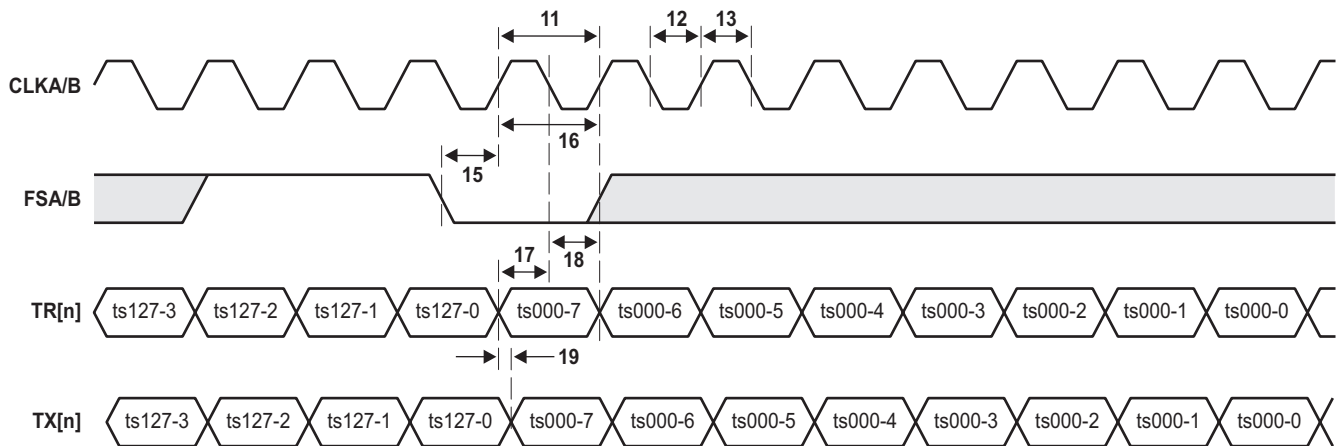 11 12 13
CLKA/B
16
15
FSA/B
17 18
TR[n] ts127-3 ts127-2 ts127-1 ts127-0 ts000-7 ts000-6 ts000-5 ts000-4 ts000-3 ts000-2 ts000-1 ts000-0
19
TX[n] ts127-3 ts127-2 ts127-1 ts127-0 ts000-7 ts000-6 ts000-5 ts000-4 ts000-3 ts000-2 ts000-1 ts000-0